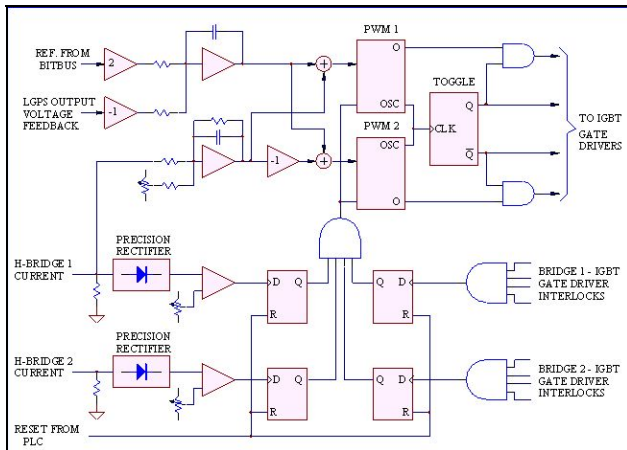 PWM 1
REF. FROM
BITBUS
2
+
O
OSC
LGPS OUTPUT
VOLTAGE
FEEDBACK
-1
TOGGLE
Q
CLK
Q
TO IGBT
GATE
DRIVERS
PWM 2
OSC
O
-1
+
H-BRIDGE 1
CURRENT
PRECISION
RECTIFIER
D Q
R
Q D
R
BRIDGE 1 - IGBT
GATE DRIVER
INTERLOCKS
H-BRIDGE 2
CURRENT
PRECISION
RECTIFIER
D Q
R
Q D
R
BRIDGE 2 - IGBT
GATE DRIVER
INTERLOCKS
RESET FROM
PLC